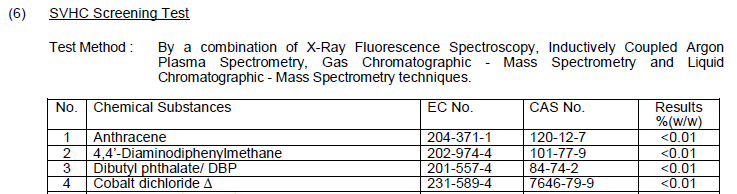 (6) SVHC Screening Test
Test Method : By a combination of X-Ray Fluorescence Spectroscopy, Inductively Coupled Argon
Plasma Spectrometry, Gas Chromatographic - Mass Spectrometry and Liquid
Chromatographic - Mass Spectrometry techniques.
No. Chemical Substances EC No. CAS No. Results
%(w/w)
1 Anthracene 204-371-1 120-12-7 <0.01
2 4,4'-Diaminodiphenylmethane 202-974-4 101-77-9 <0.01
3 Dibutyl phthalate/ DBP 201-557-4 84-74-2 <0.01
4 Cobalt dichloride Δ 231-589-4 7646-79-9 <0.01